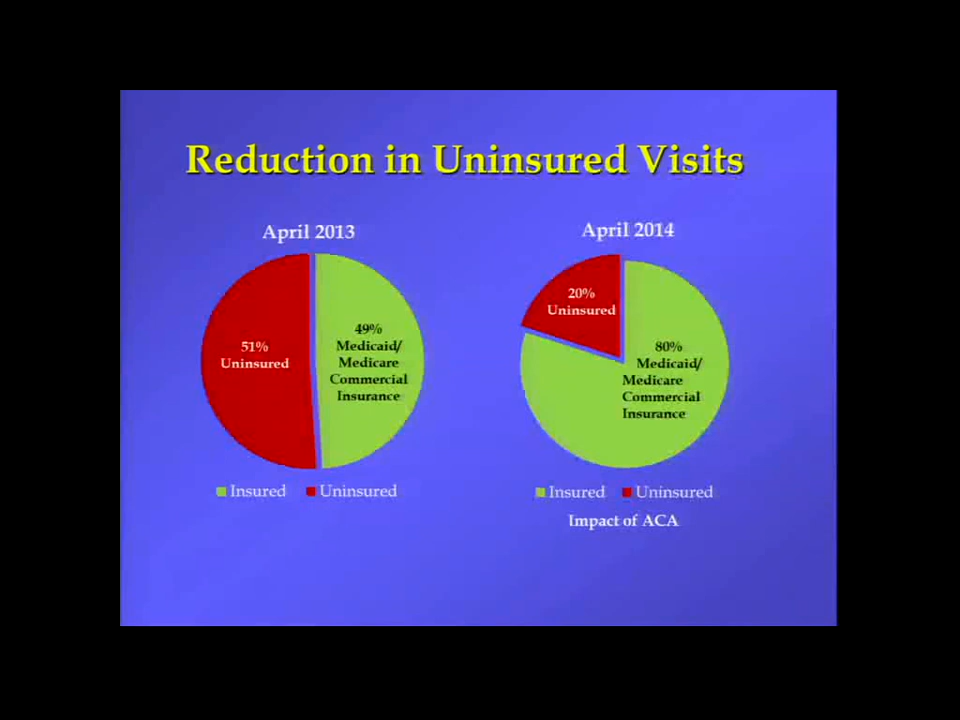 Reduction in Uninsured Visits
April 2013
51%
Uninsured
49%
Medicaid/
Medicare
Commercial
Insurance
Insured
Uninsured
April 2014
20%
Uninsured
80%
Medicaid/
Medicare
Commercial
Insurance
Insured
Uninsured
Impact of ACA